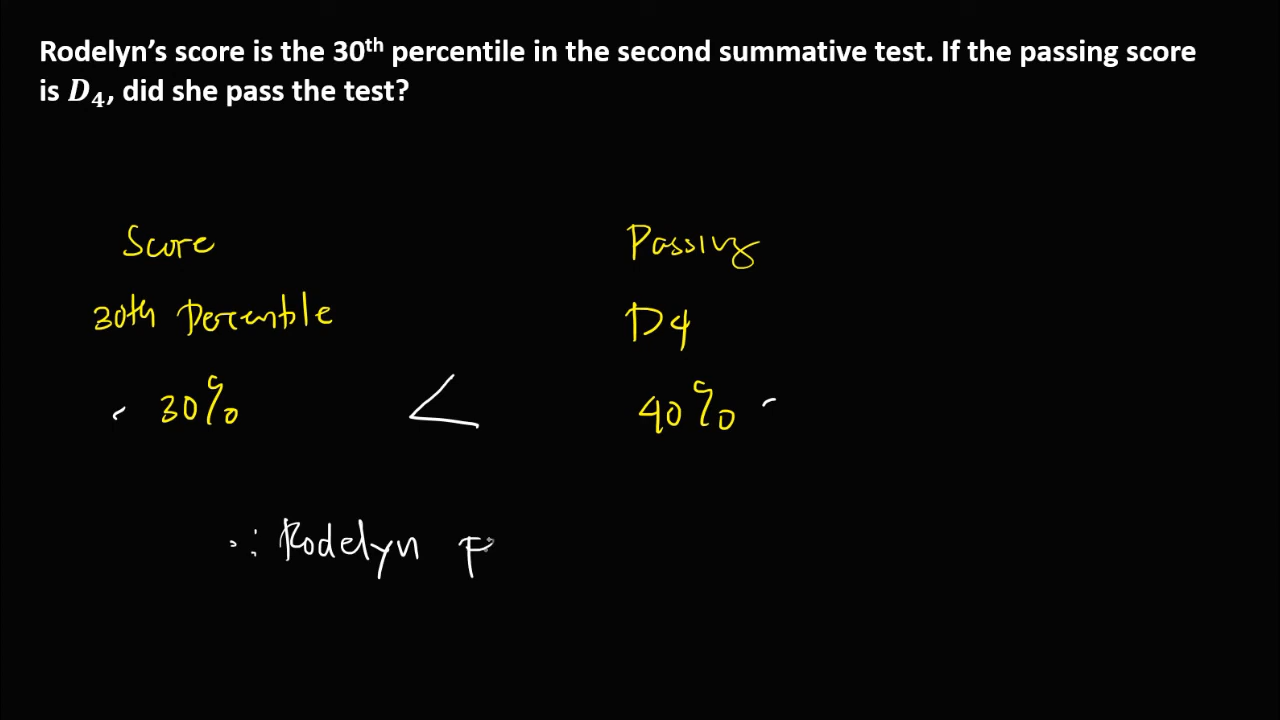 Rodelyn’s score is the 30th percentile in the second summative test. If the passing score
is D4, did she pass the test?
Score Passing
30th Percentile D4
30% < 40%
∴ Rodelyn F